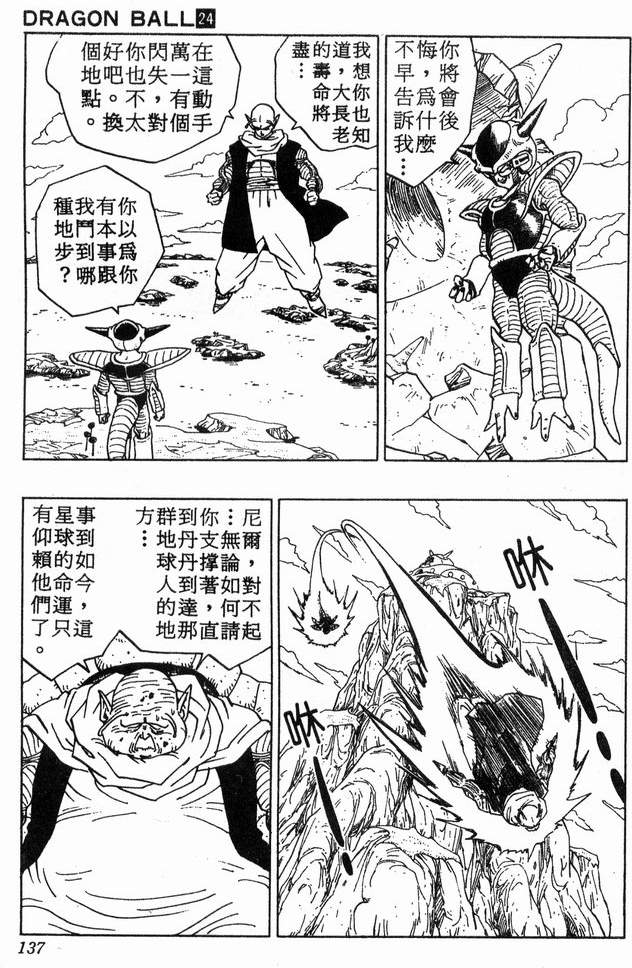 DRAGON BALL 24
你將會後
悔，爲什麼
不早告訴
我…
我想你也知
道，大長老
的壽命將
盡…
在這動手
萬一有個
閃失，對
你也不太
好吧。換
個地點。
你以爲你
有本事跟
我鬥到哪
種地步？
咻
咻
尼爾，對不起
…無論如何請
你支撐著，直
到丹丹到達那
群地球人的地
方…
事到如今，這
星球的命運只
有仰賴他們了。
137